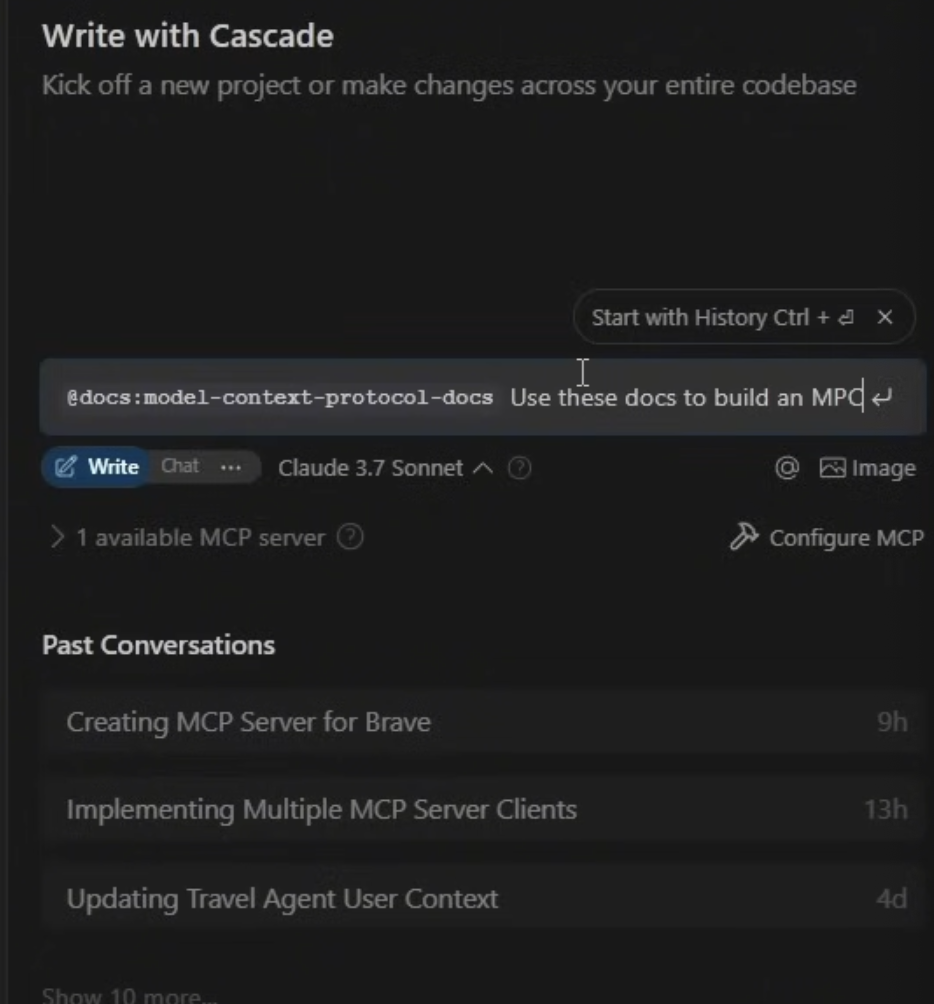 Write with Cascade
Kick off a new project or make changes across your entire codebase
Start with History Ctrl + ⏎ ×
@docs:model-context-protocol-docs Use these docs to build an MPC ↵
Write Chat ... Claude 3.7 Sonnet ? @ Image
1 available MCP server ? Configure MCP
Past Conversations
Creating MCP Server for Brave 9h
Implementing Multiple MCP Server Clients 13h
Updating Travel Agent User Context 4d
Show 10 more...